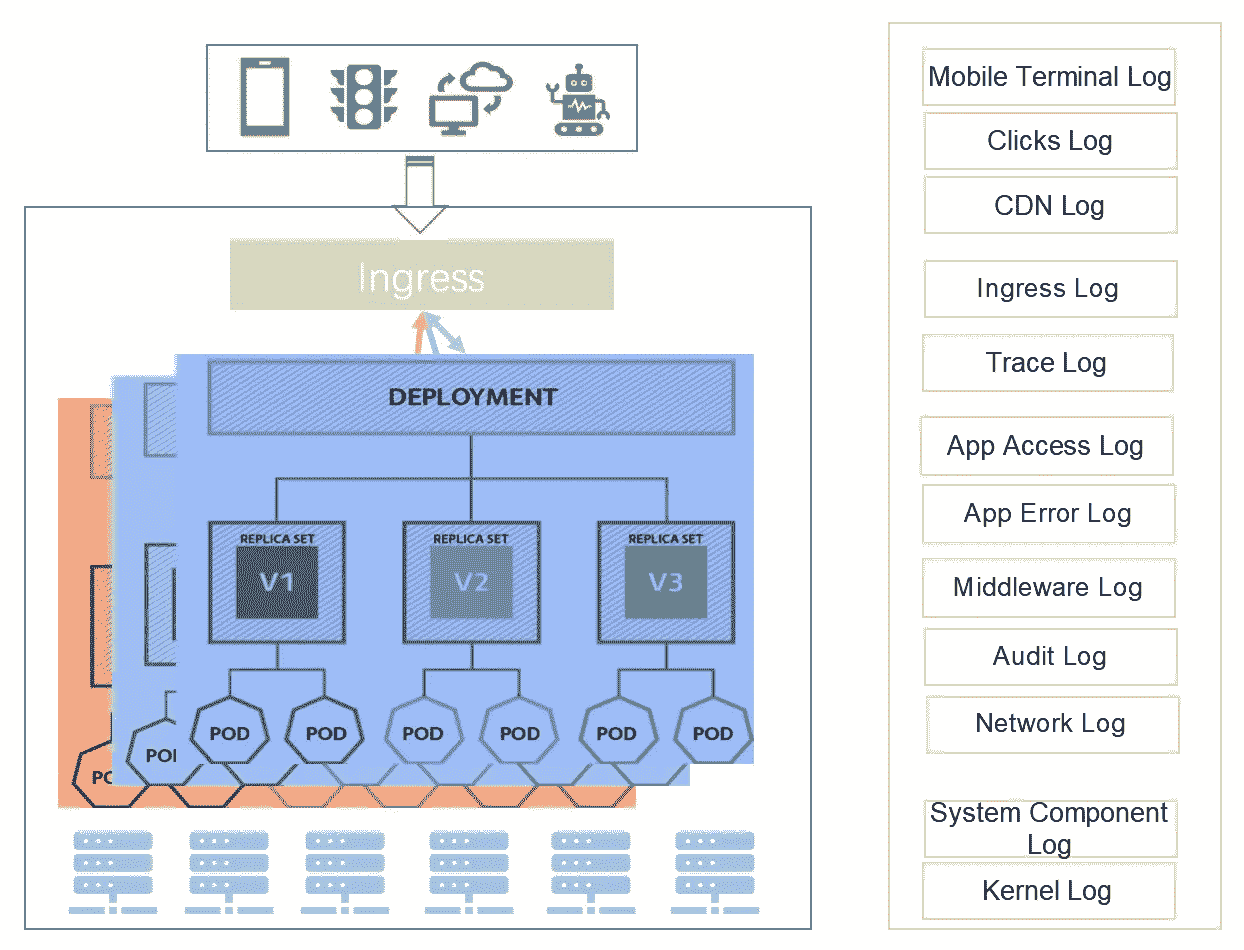 Ingress
DEPLOYMENT
REPLICA SET
V1
REPLICA SET
V2
REPLICA SET
V3
POD
POD
POD
POD
POD
POD
Mobile Terminal Log
Clicks Log
CDN Log
Ingress Log
Trace Log
App Access Log
App Error Log
Middleware Log
Audit Log
Network Log
System Component
Log
Kernel Log